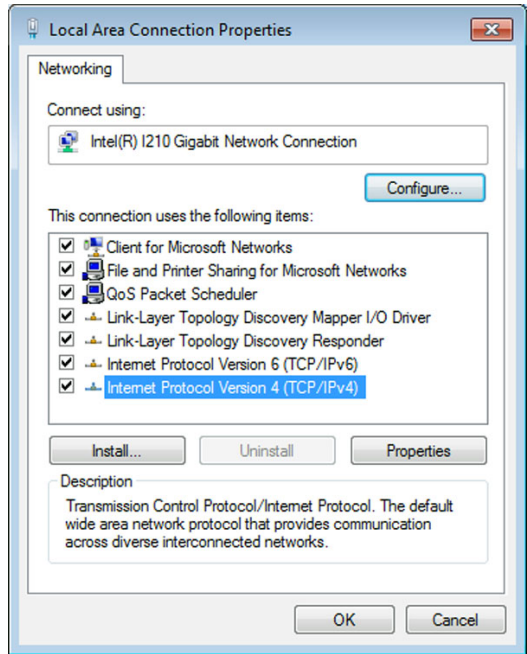 Local Area Connection Properties
Networking
Connect using:
Intel(R) I210 Gigabit Network Connection
Configure...
This connection uses the following items:
Client for Microsoft Networks
File and Printer Sharing for Microsoft Networks
QoS Packet Scheduler
Link-Layer Topology Discovery Mapper I/O Driver
Link-Layer Topology Discovery Responder
Internet Protocol Version 6 (TCP/IPv6)
Internet Protocol Version 4 (TCP/IPv4)
Install... Uninstall Properties
Description
Transmission Control Protocol/Internet Protocol. The default
wide area network protocol that provides communication
across diverse interconnected networks.
OK Cancel